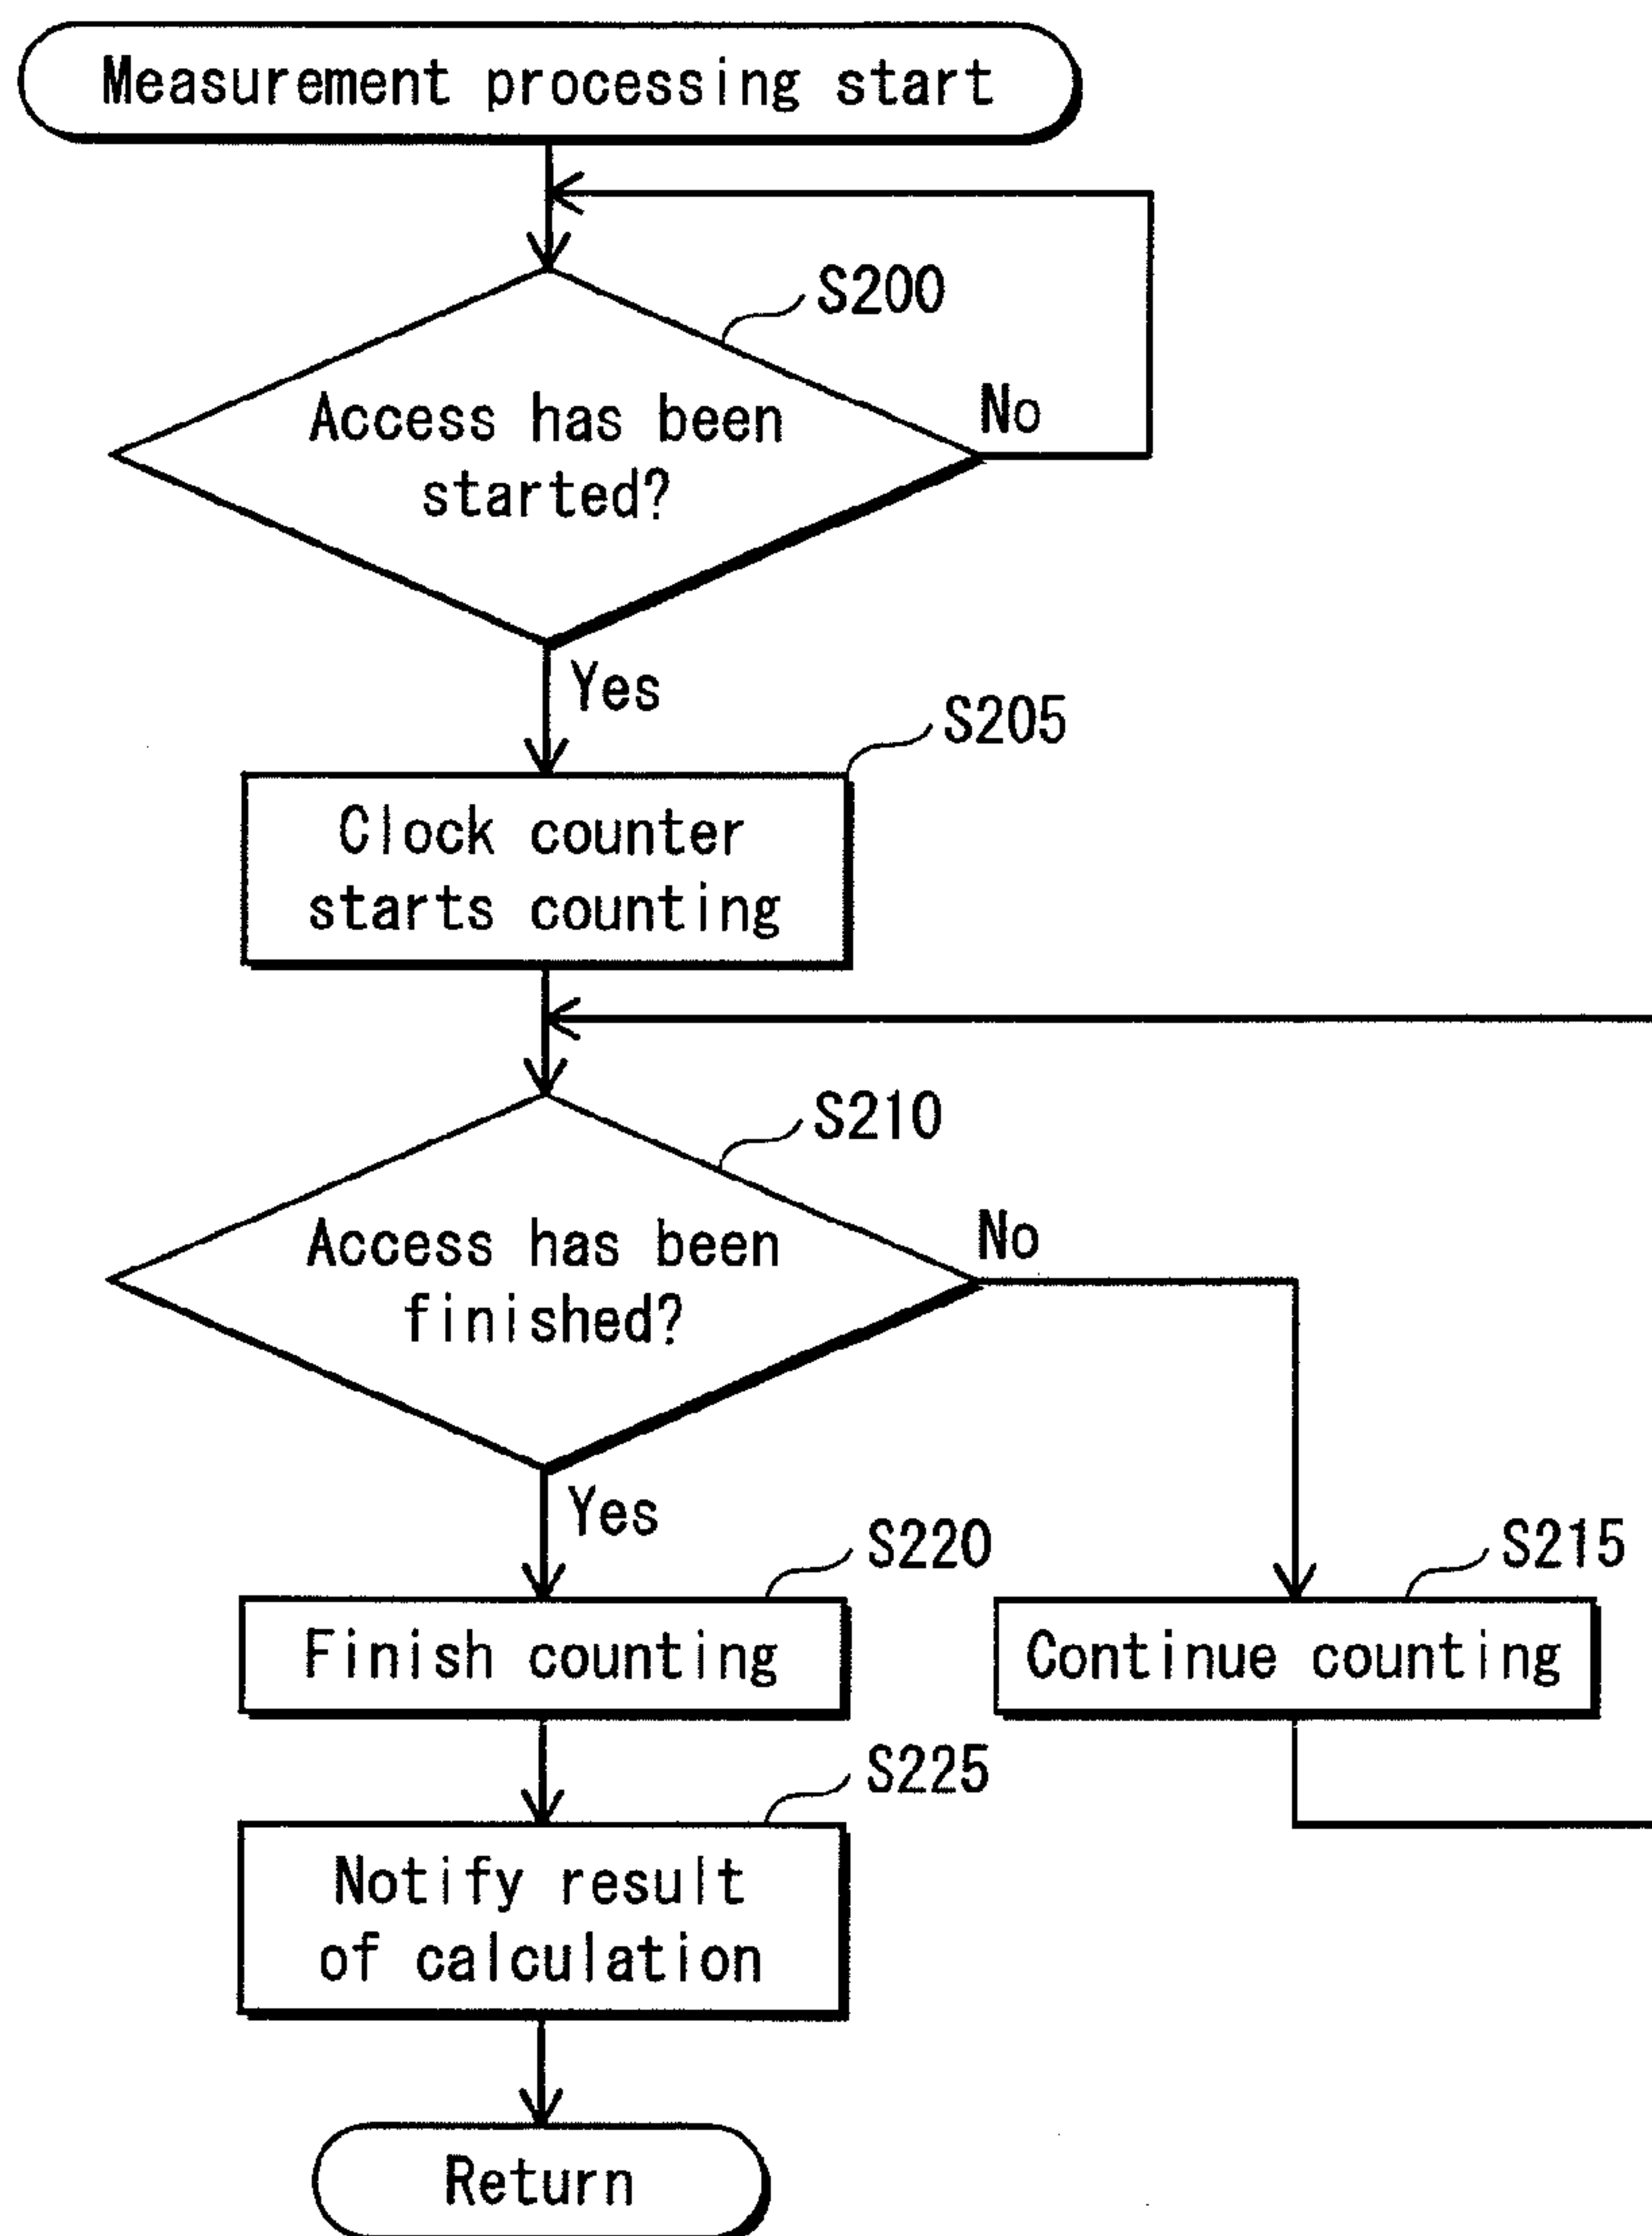 Measurement processing start
S200
Access has been
started?
No
Yes
S205
Clock counter
starts counting
S210
Access has been
finished?
No
Yes
S220
Finish counting
S215
Continue counting
S225
Notify result
of calculation
Return